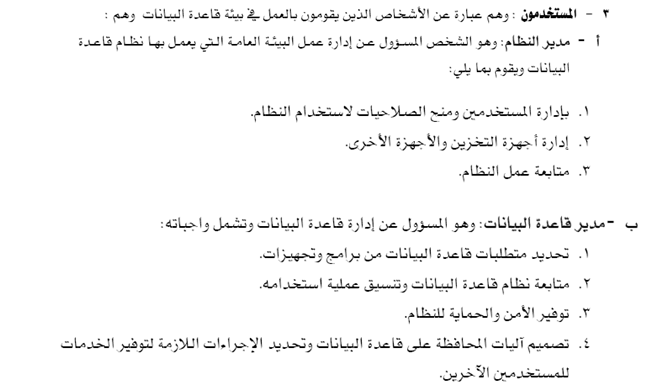 ٣ - المستخدمون : وهم عبارة عن الأشخاص الذين يقومون بالعمل في بيئة قاعدة البيانات وهم :
أ - مدير النظام: وهو الشخص المسؤول عن إدارة عمل البيئة العامة التي يعمل بها نظام قاعدة
البيانات ويقوم بما يلي:
١. بإدارة المستخدمين ومنح الصلاحيات لاستخدام النظام.
٢. إدارة أجهزة التخزين والأجهزة الأخرى.
٣. متابعة عمل النظام.
ب - مدير قاعدة البيانات: وهو المسؤول عن إدارة قاعدة البيانات وتشمل واجباته:
١. تحديد متطلبات قاعدة البيانات من برامج وتجهيزات.
٢. متابعة نظام قاعدة البيانات وتنسيق عملية استخدامه.
٣. توفير الأمن والحماية للنظام.
٤. تصميم آليات المحافظة على قاعدة البيانات وتحديد الإجراءات اللازمة لتوفير الخدمات
للمستخدمين الآخرين.